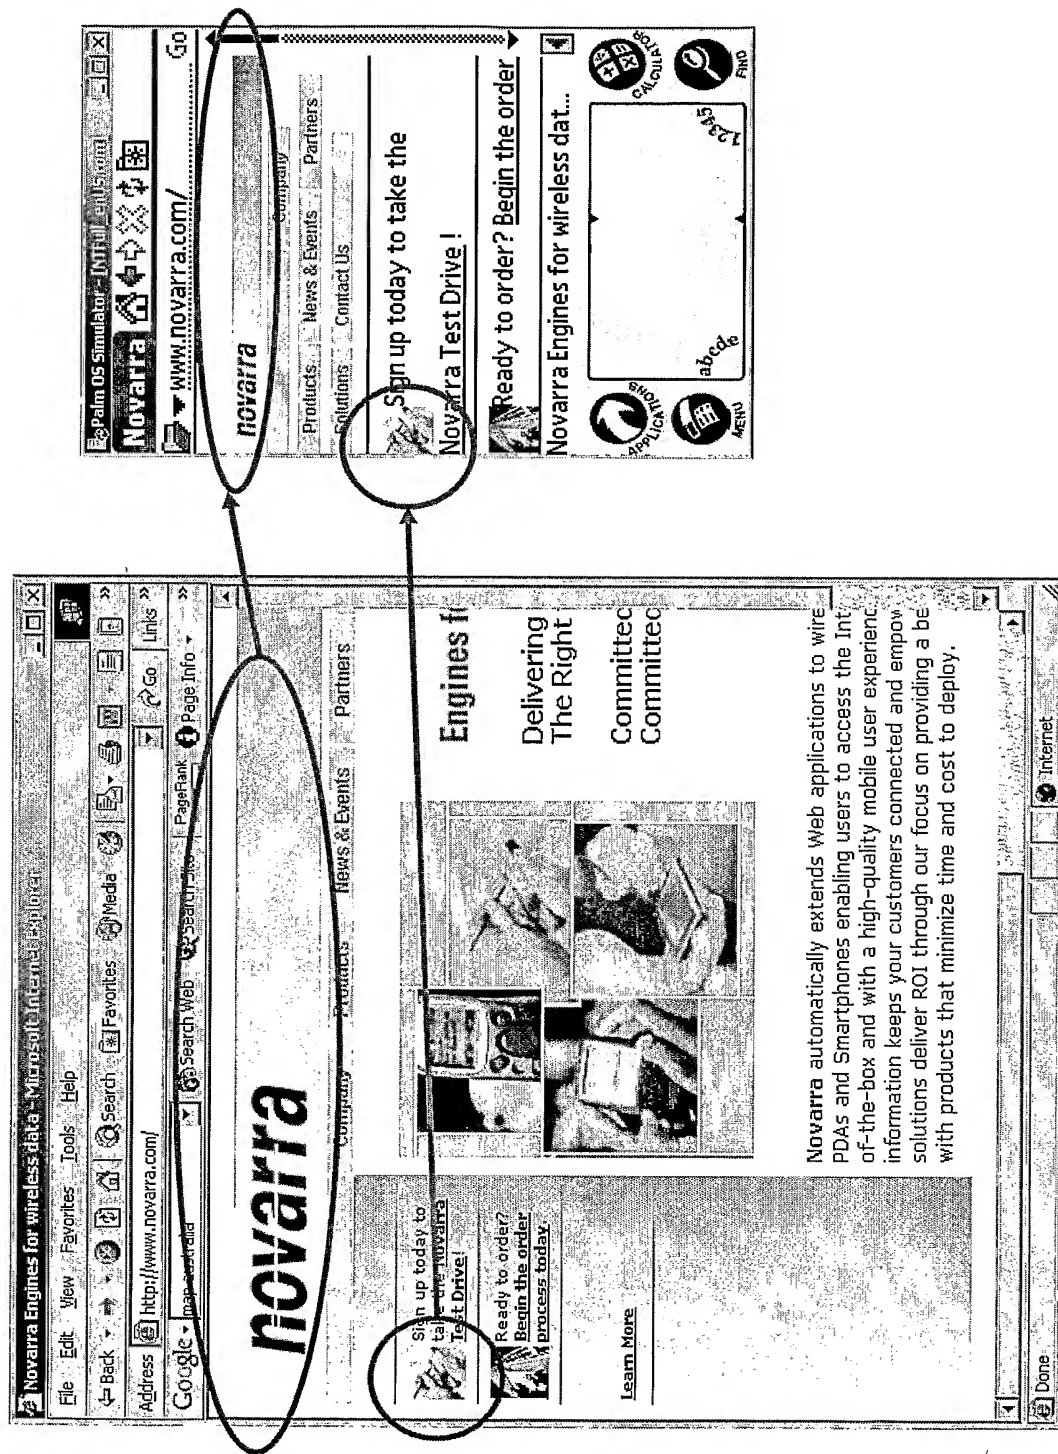 Novarra Engines for wireless data - Microsoft Internet Explorer
File Edit View Favorites Tools Help
Back Search Favorites Media
Address http://www.novarra.com/ Go Links
Google map australia Search Web Search Site PageRank Page Info
novarra
Company Products News & Events Partners
Sign up today to
take the Novarra
Test Drive!
Ready to order?
Begin the order
process today
Learn More
Engines f
Delivering
The Right
Committed
Committed
Novarra automatically extends Web applications to wire
PDAs and Smartphones enabling users to access the Int
of-the-box and with a high-quality mobile user experienc
information keeps your customers connected and empow
solutions deliver ROI through our focus on providing a be
with products that minimize time and cost to deploy.
Done Internet
Palm OS Simulator -
Novarra
www.novarra.com/ Go
novarra
Company
Products News & Events Partners
Solutions Contact Us
Sign up today to take the
Novarra Test Drive!
Ready to order? Begin the order
Novarra Engines for wireless dat...
APPLICATIONS
MENU
abcde
12345
CALCULATOR
FIND